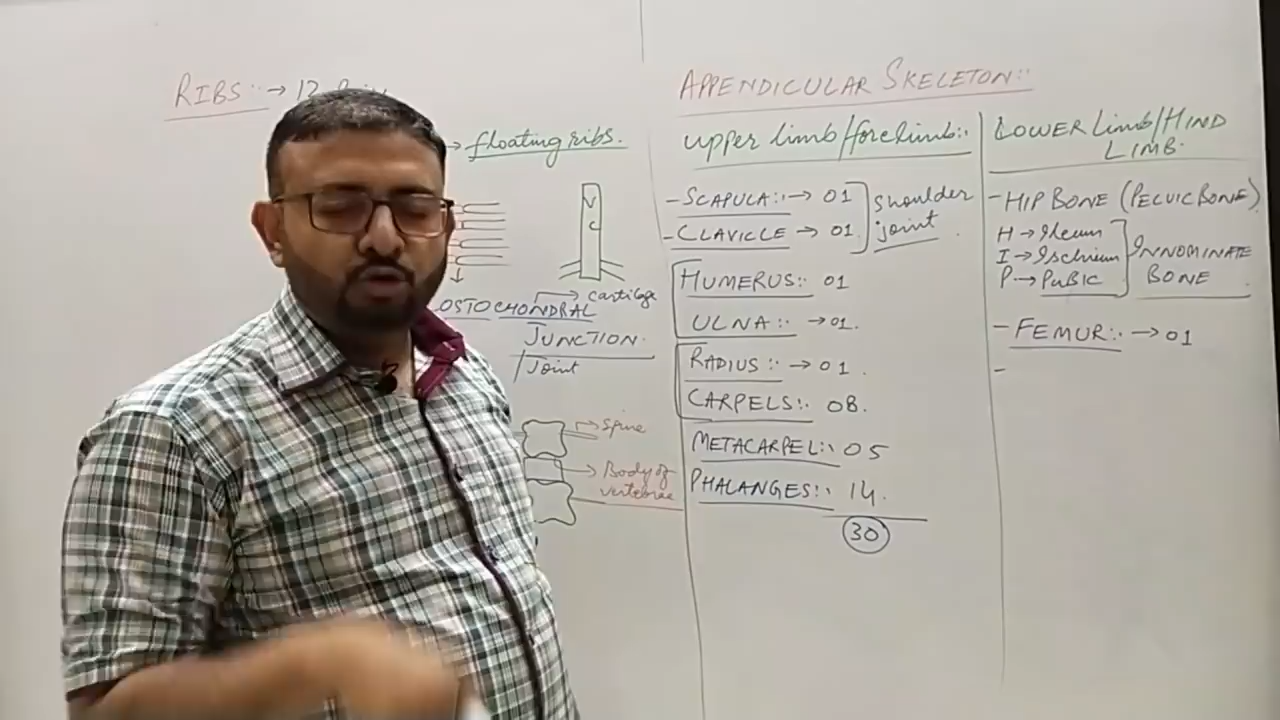 RIBS:: → 12
→ floating ribs.
V
C
→ cartilage
OSTOCHONDRAL
JUNCTION.
/Joint
→ Spine
→ Body of
vertebrae
APPENDICULAR SKELETON::
upper limb/forelimb::
- SCAPULA:: → 01
- CLAVICLE → 01
shoulder
joint.
HUMERUS:: 01
ULNA:: → 01.
RADIUS:: → 01.
CARPELS:: 08.
METACARPEL:: 05
PHALANGES:: 14.
30
LOWER Limb/HIND
LIMB.
- HIP BONE (PELVIC BONE)
H → Ileum
I → Ischium
P → PUBIC
INNOMINATE
BONE
- FEMUR:: → 01
-